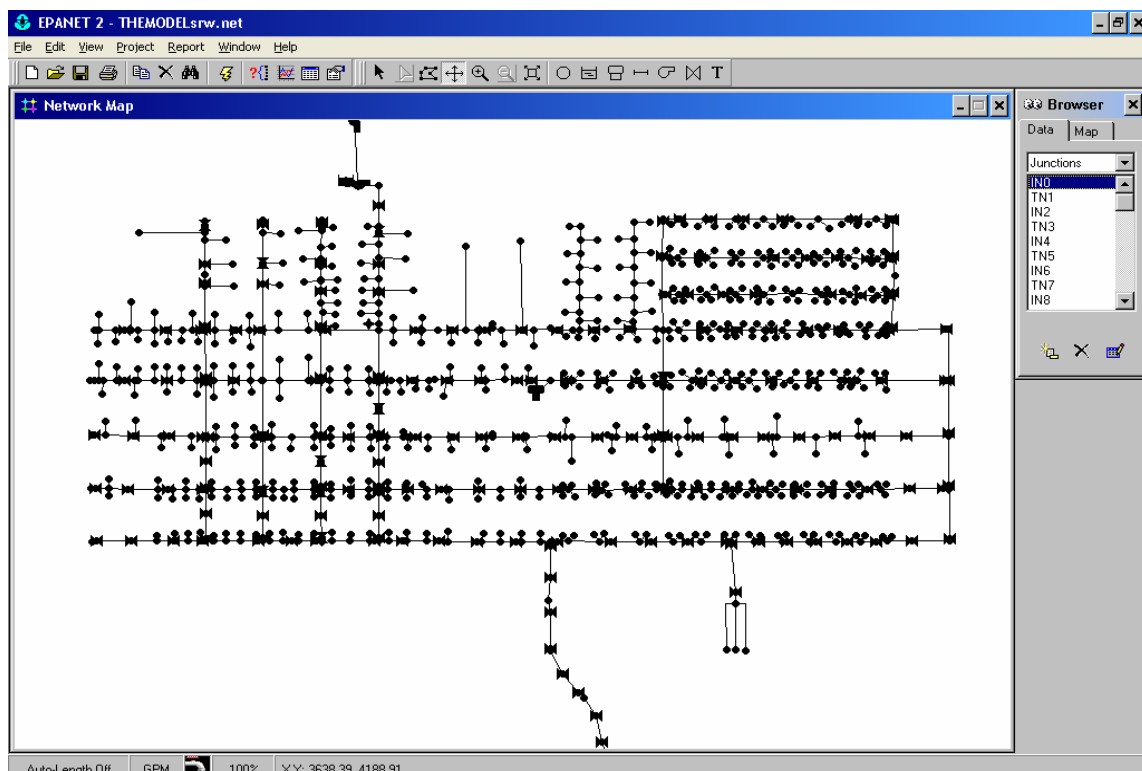 EPANET 2 - THEMODELsrw.net
File Edit View Project Report Window Help
T
Network Map
Browser
Data Map
Junctions
IN0
TN1
IN2
TN3
IN4
TN5
IN6
TN7
IN8
Auto-Length Off GPM 100% X,Y: 3638.39, 4188.91